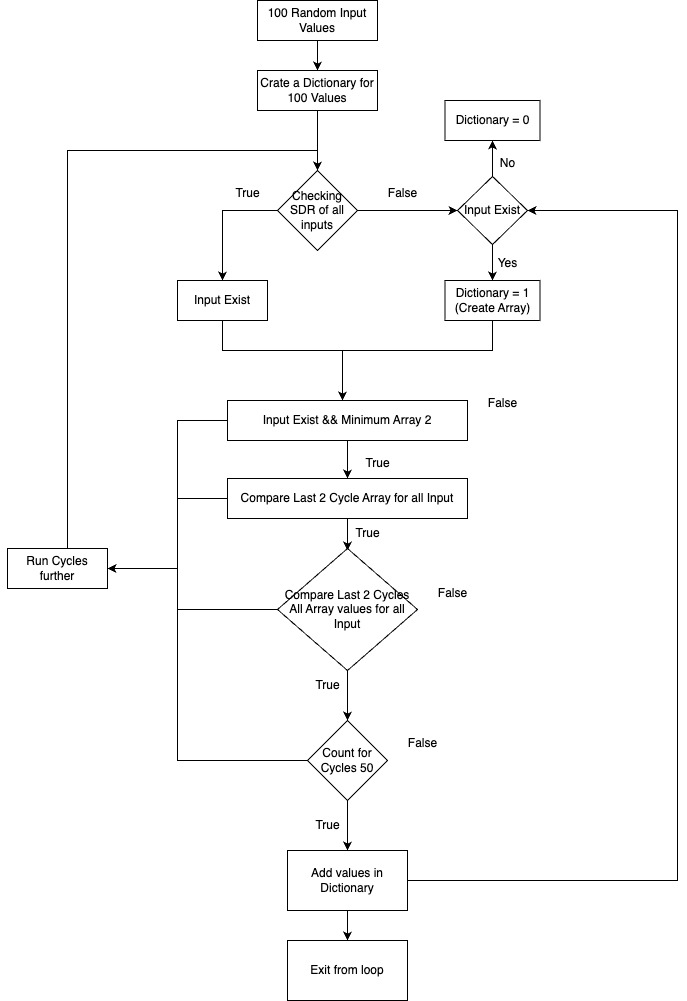 100 Random Input
Values
Crate a Dictionary for
100 Values
Dictionary = 0
No
True
Checking
SDR of all
inputs
False
Input Exist
Yes
Input Exist
Dictionary = 1
(Create Array)
False
Input Exist && Minimum Array 2
True
Compare Last 2 Cycle Array for all Input
True
Run Cycles
further
Compare Last 2 Cycles
All Array values for all
Input
False
True
Count for
Cycles 50
False
True
Add values in
Dictionary
Exit from loop